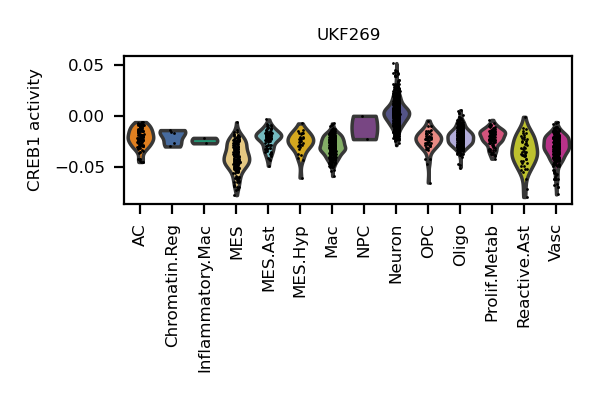 UKF269
CREB1 activity
0.05
0.00
−0.05
AC
Chromatin.Reg
Inflammatory.Mac
MES
MES.Ast
MES.Hyp
Mac
NPC
Neuron
OPC
Oligo
Prolif.Metab
Reactive.Ast
Vasc